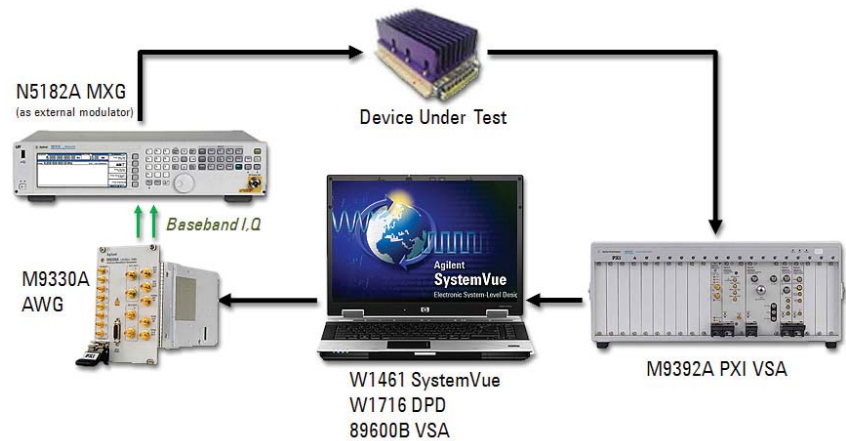 N5182A MXG
(as external modulator)
Device Under Test
Baseband I,Q
M9330A
AWG
Agilent
SystemVue
Electronic System-Level Desig
W1461 SystemVue
W1716 DPD
89600B VSA
PXI
M9392A PXI VSA